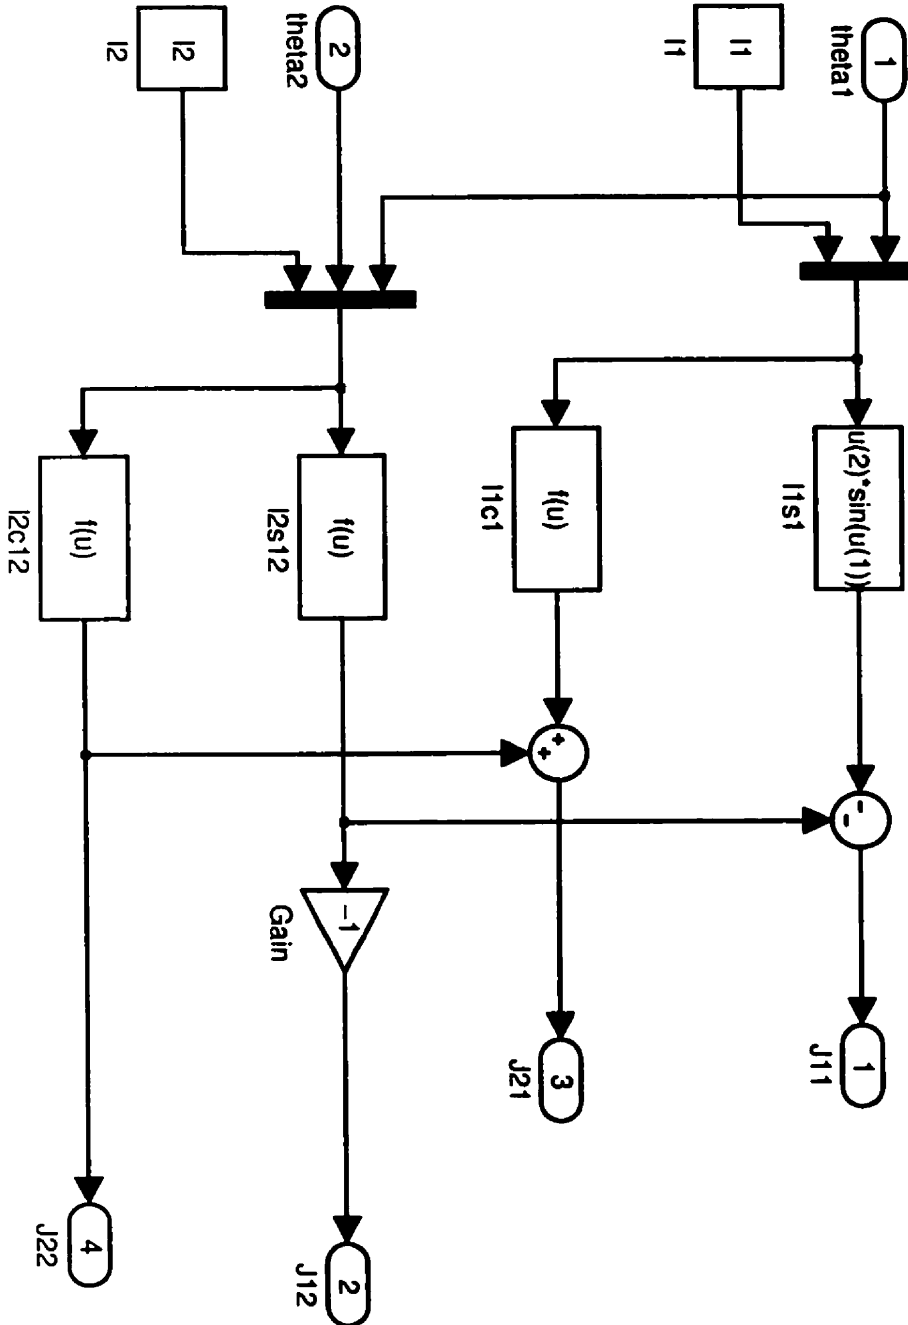 1
theta1
u(2)*sin(u(1))
l1s1
-
-
1
J11
l1
l1
f(u)
l1c1
+
+
3
J21
2
theta2
f(u)
l2s12
-1
Gain
2
J12
l2
l2
f(u)
l2c12
4
J22